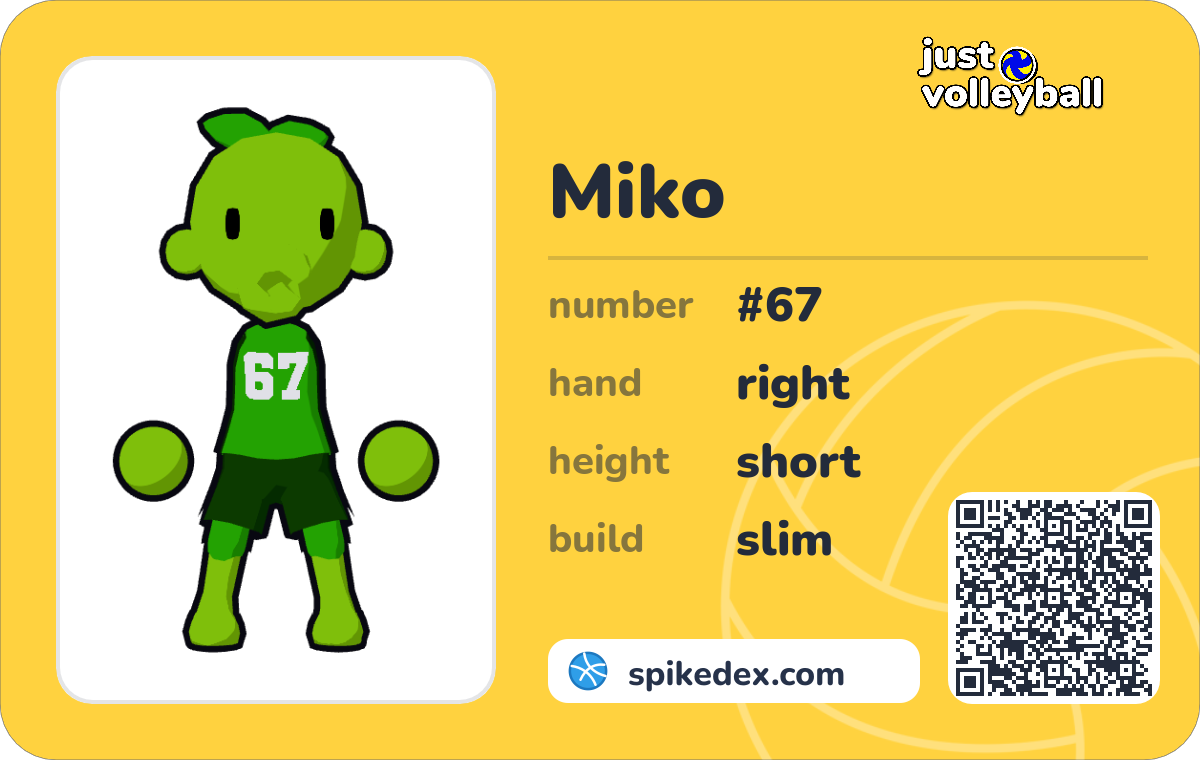 just
volleyball
Miko
number #67
hand right
height short
build slim
67
spikedex.com